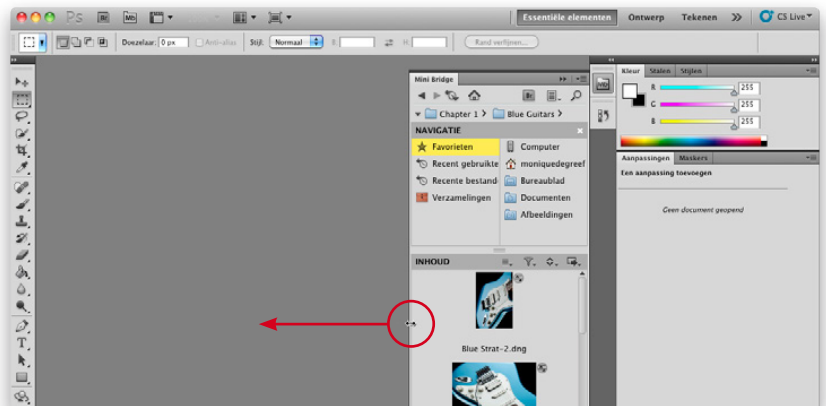 PS Br Mb Essentiële elementen Ontwerp Tekenen CS Live
Doezelaar: 0 px Anti-alias Stijl: Normaal B: H: Rand verfijnen...
Mini Bridge
Chapter 1 Blue Guitars
NAVIGATIE
Favorieten Computer
Recent gebruikte moniquedegreef
Recente bestand Bureaublad
Verzamelingen Documenten
Afbeeldingen
INHOUD
Blue Strat-2.dng
Mb
Kleur Stalen Stijlen
R 255
G 255
B 255
Aanpassingen Maskers
Een aanpassing toevoegen
Geen document geopend